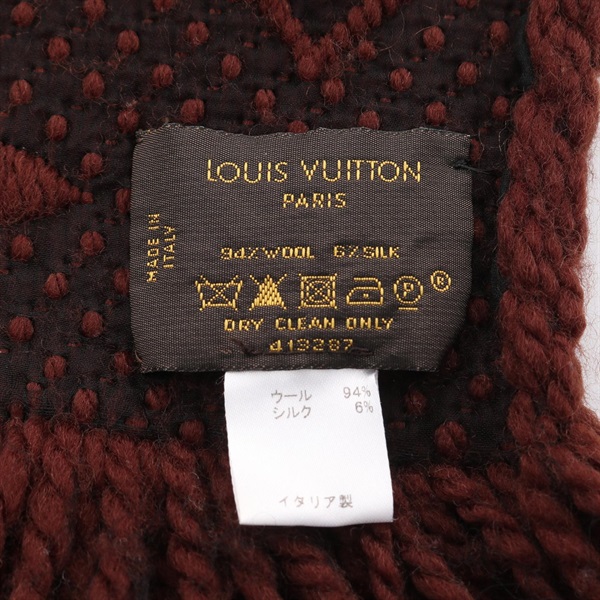 LOUIS VUITTON
PARIS
MADE IN
ITALY
94% WOOL 6% SILK
P ®
DRY CLEAN ONLY
413287
ウール 94%
シルク 6%
イタリア製